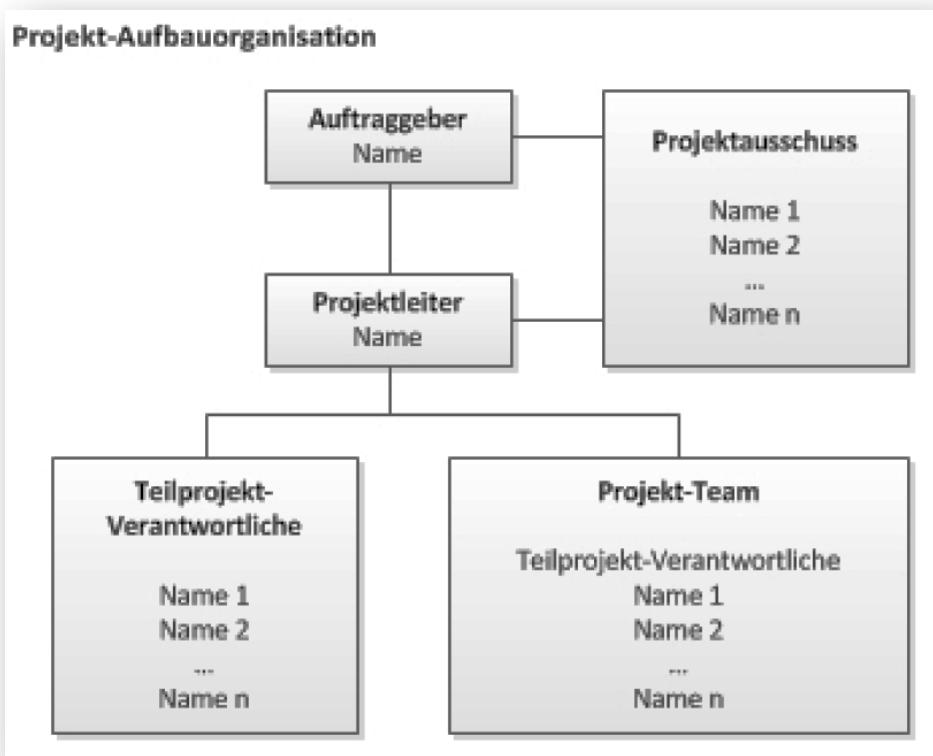 Projekt-Aufbauorganisation
Auftraggeber
Name
Projektausschuss
Name 1
Name 2
...
Name n
Projektleiter
Name
Teilprojekt-
Verantwortliche
Name 1
Name 2
...
Name n
Projekt-Team
Teilprojekt-Verantwortliche
Name 1
Name 2
...
Name n